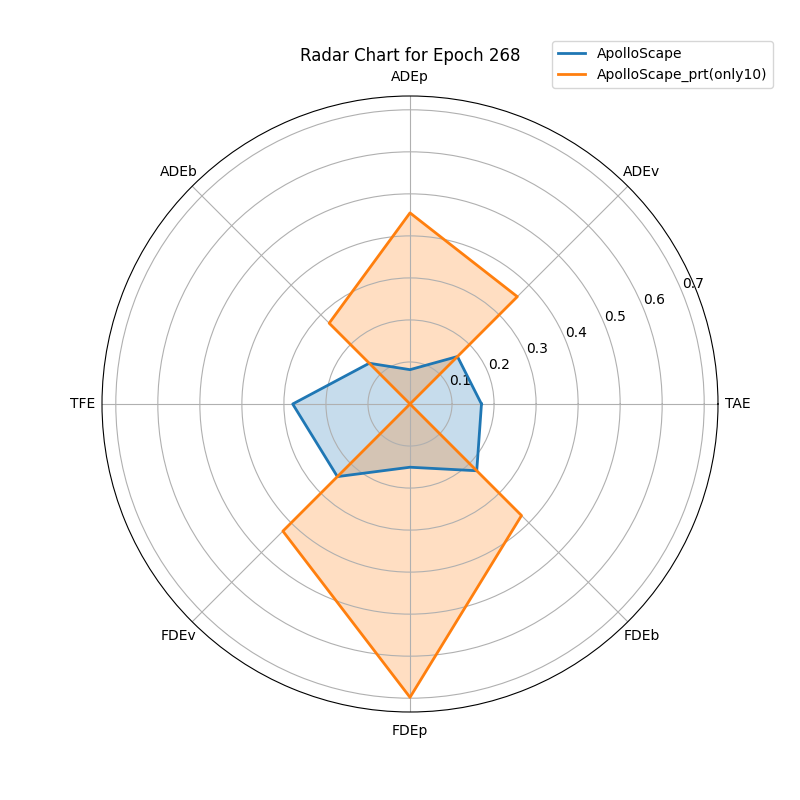 Radar Chart for Epoch 268
ApolloScape
ApolloScape_prt(only10)
ADEp
ADEb
ADEv
0.7
0.6
0.5
0.4
0.3
0.2
0.1
TFE
TAE
FDEv
FDEb
FDEp